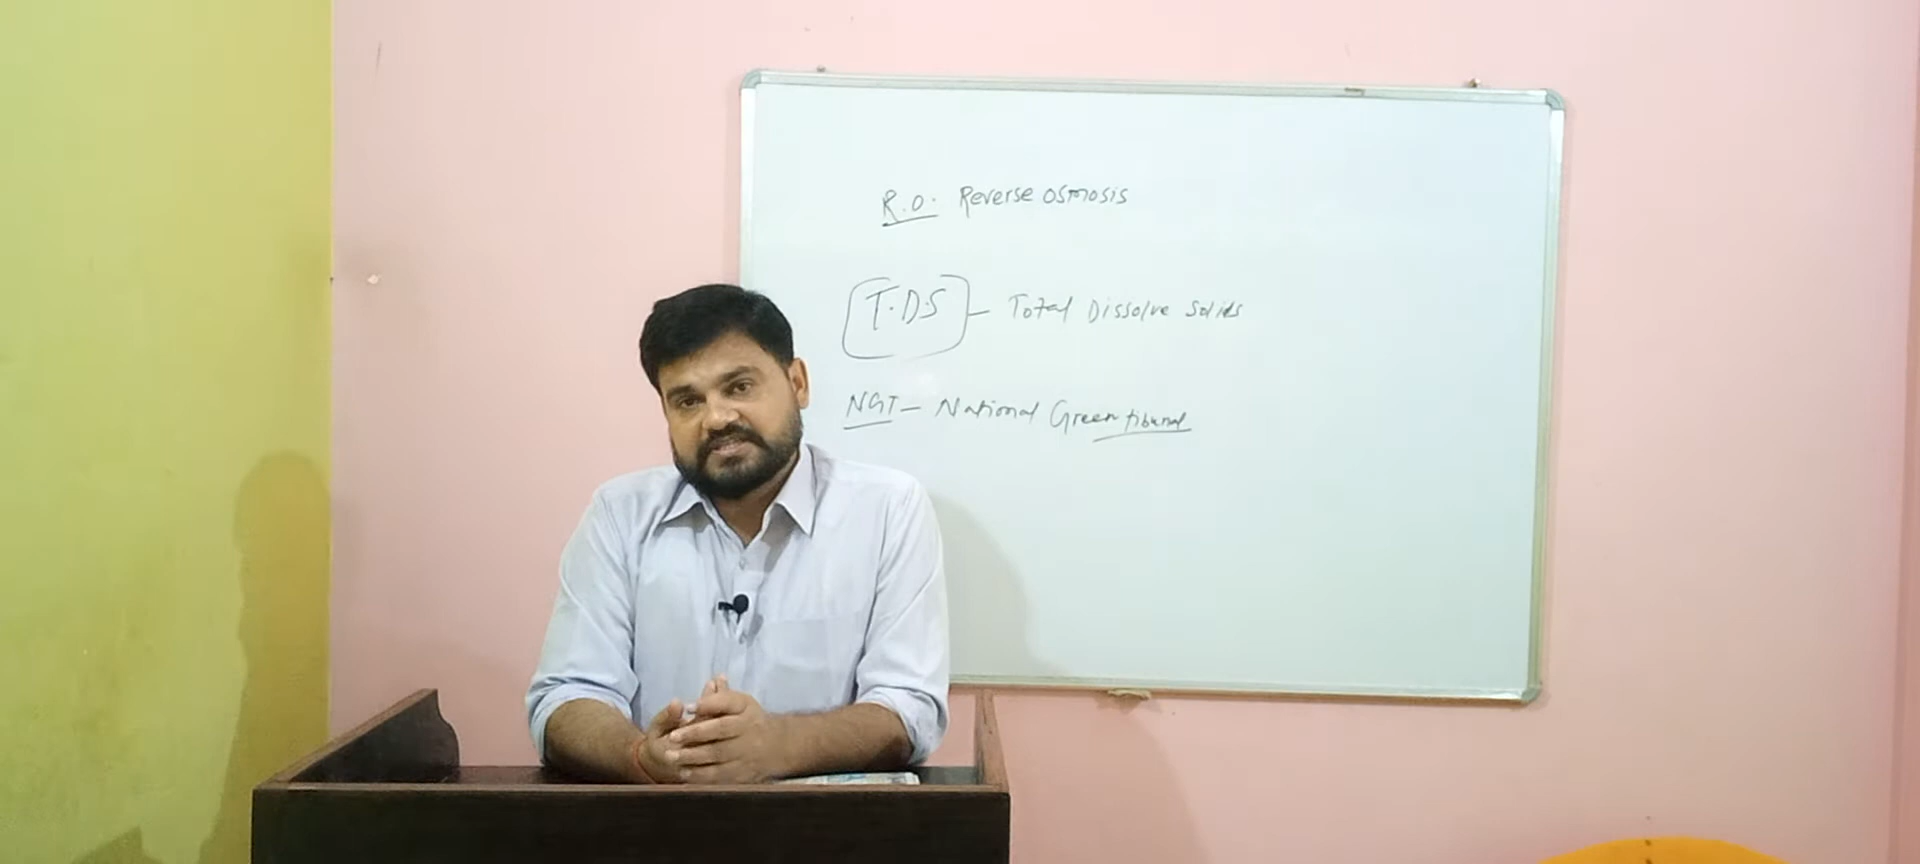 R.O. Reverse osmosis
T.D.S - Total Dissolve Solids
NGT - National Green tibunal